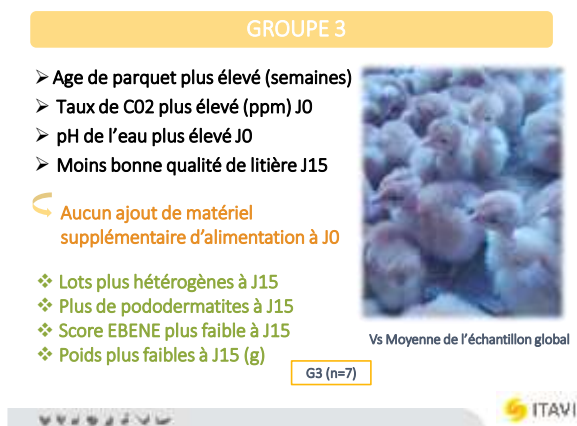 GROUPE 3
Age de parquet plus élevé (semaines)
Taux de C02 plus élevé (ppm) J0
pH de l'eau plus élevé J0
Moins bonne qualité de litière J15
Aucun ajout de matériel
supplémentaire d'alimentation à J0
Lots plus hétérogènes à J15
Plus de pododermatites à J15
Score EBENE plus faible à J15
Poids plus faibles à J15 (g)
Vs Moyenne de l'échantillon global
G3 (n=7)
ITAVI